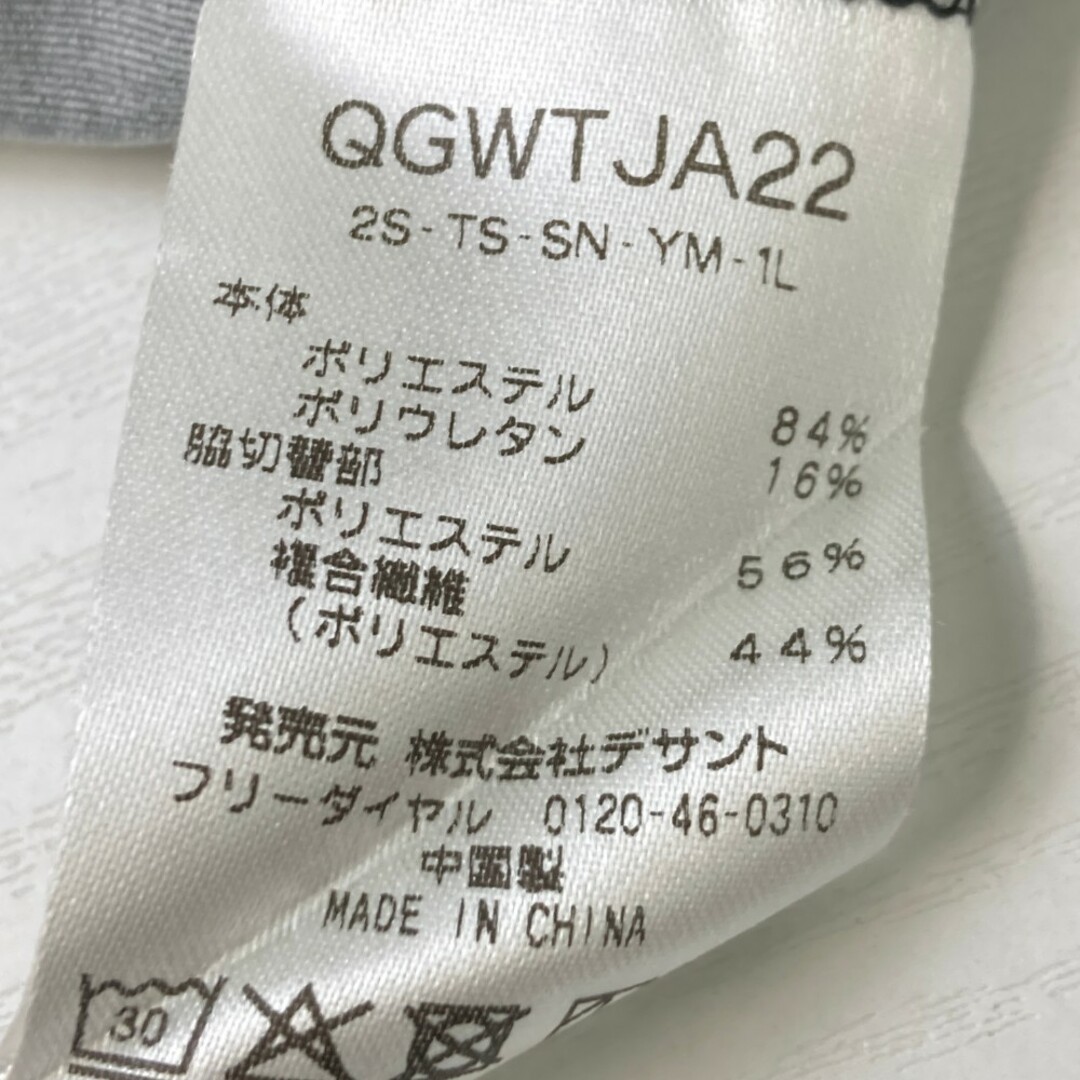 QGWTJA22
2S-TS-SN-YM-1L
本体
ポリエステル 84%
ポリウレタン 16%
脇切替部
ポリエステル 56%
複合繊維
(ポリエステル) 44%
発売元 株式会社デサント
フリーダイヤル 0120-46-0310
中国製
MADE IN CHINA
30